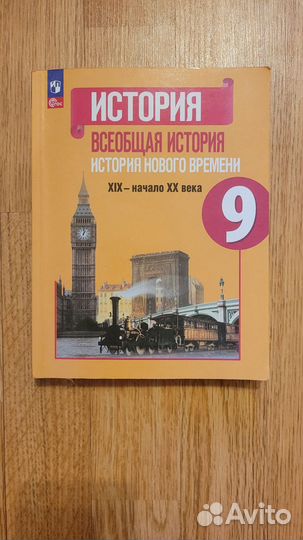 ИСТОРИЯ
ВСЕОБЩАЯ ИСТОРИЯ
ИСТОРИЯ НОВОГО ВРЕМЕНИ
XIX – начало XX века
9
Avito